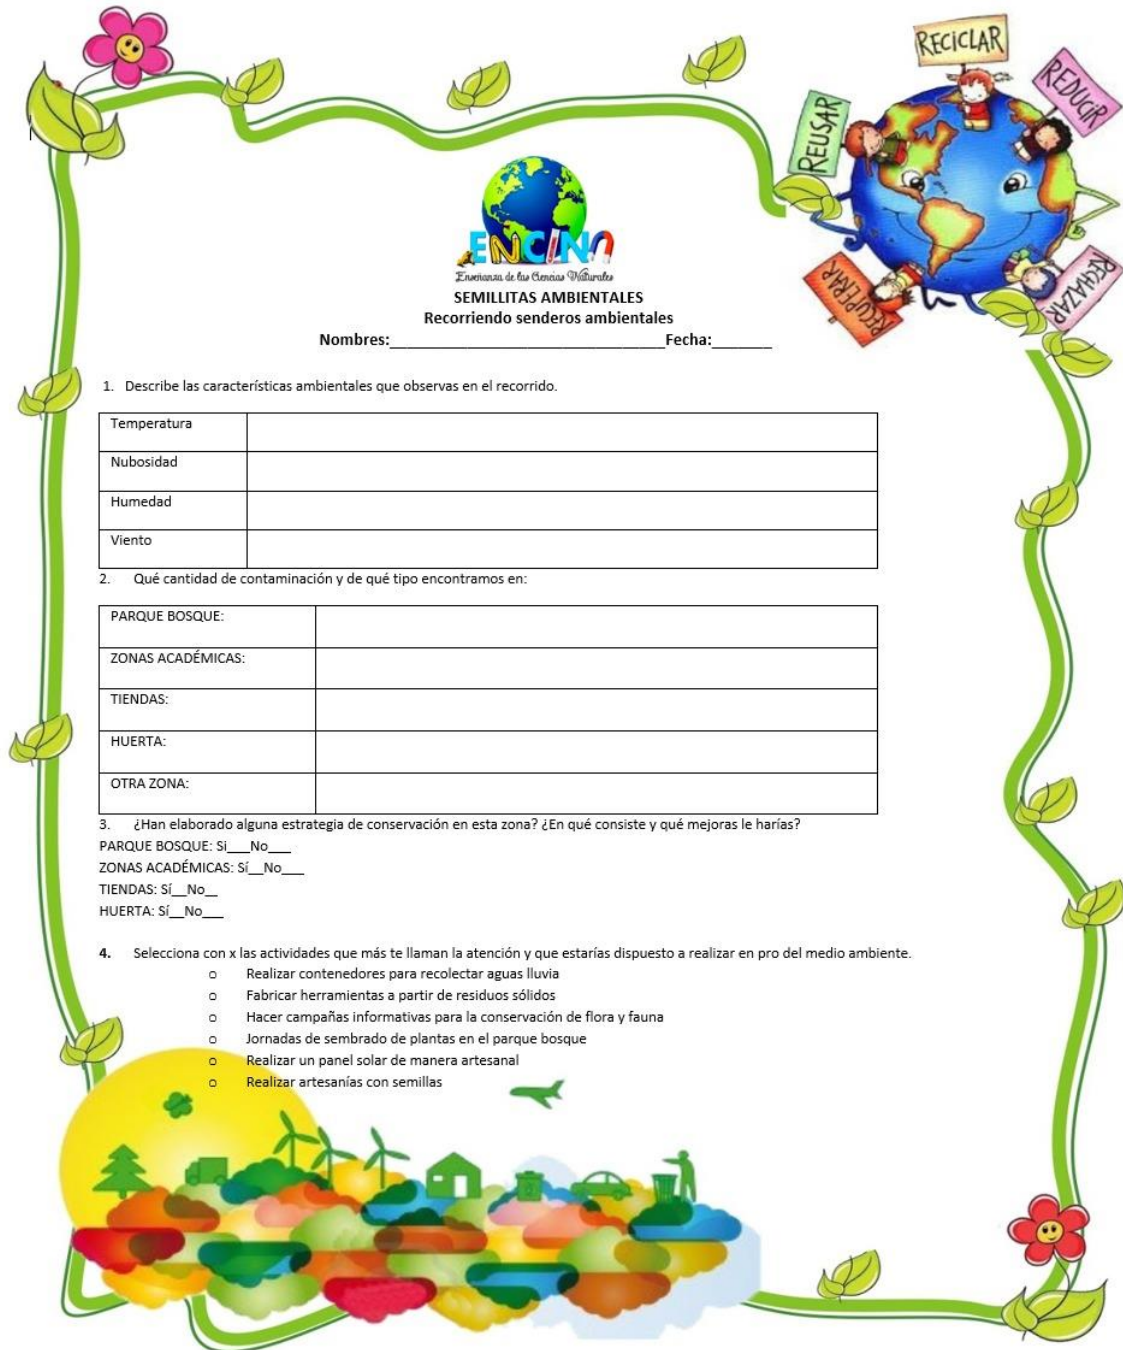 RECICLAR
REDUCIR
REUSAR
RECUPERAR
RECHAZAR
ENCINA
Enseñanza de las Ciencias Naturales
SEMILLITAS AMBIENTALES
Recorriendo senderos ambientales
Nombres:________________________________Fecha:_______
1. Describe las características ambientales que observas en el recorrido.
Temperatura
Nubosidad
Humedad
Viento
2. Qué cantidad de contaminación y de qué tipo encontramos en:
PARQUE BOSQUE:
ZONAS ACADÉMICAS:
TIENDAS:
HUERTA:
OTRA ZONA:
3. ¿Han elaborado alguna estrategia de conservación en esta zona? ¿En qué consiste y qué mejoras le harías?
PARQUE BOSQUE: Si___No___
ZONAS ACADÉMICAS: Sí__No___
TIENDAS: Sí__No__
HUERTA: Sí__No___
4. Selecciona con x las actividades que más te llaman la atención y que estarías dispuesto a realizar en pro del medio ambiente.
o Realizar contenedores para recolectar aguas lluvia
o Fabricar herramientas a partir de residuos sólidos
o Hacer campañas informativas para la conservación de flora y fauna
o Jornadas de sembrado de plantas en el parque bosque
o Realizar un panel solar de manera artesanal
o Realizar artesanías con semillas